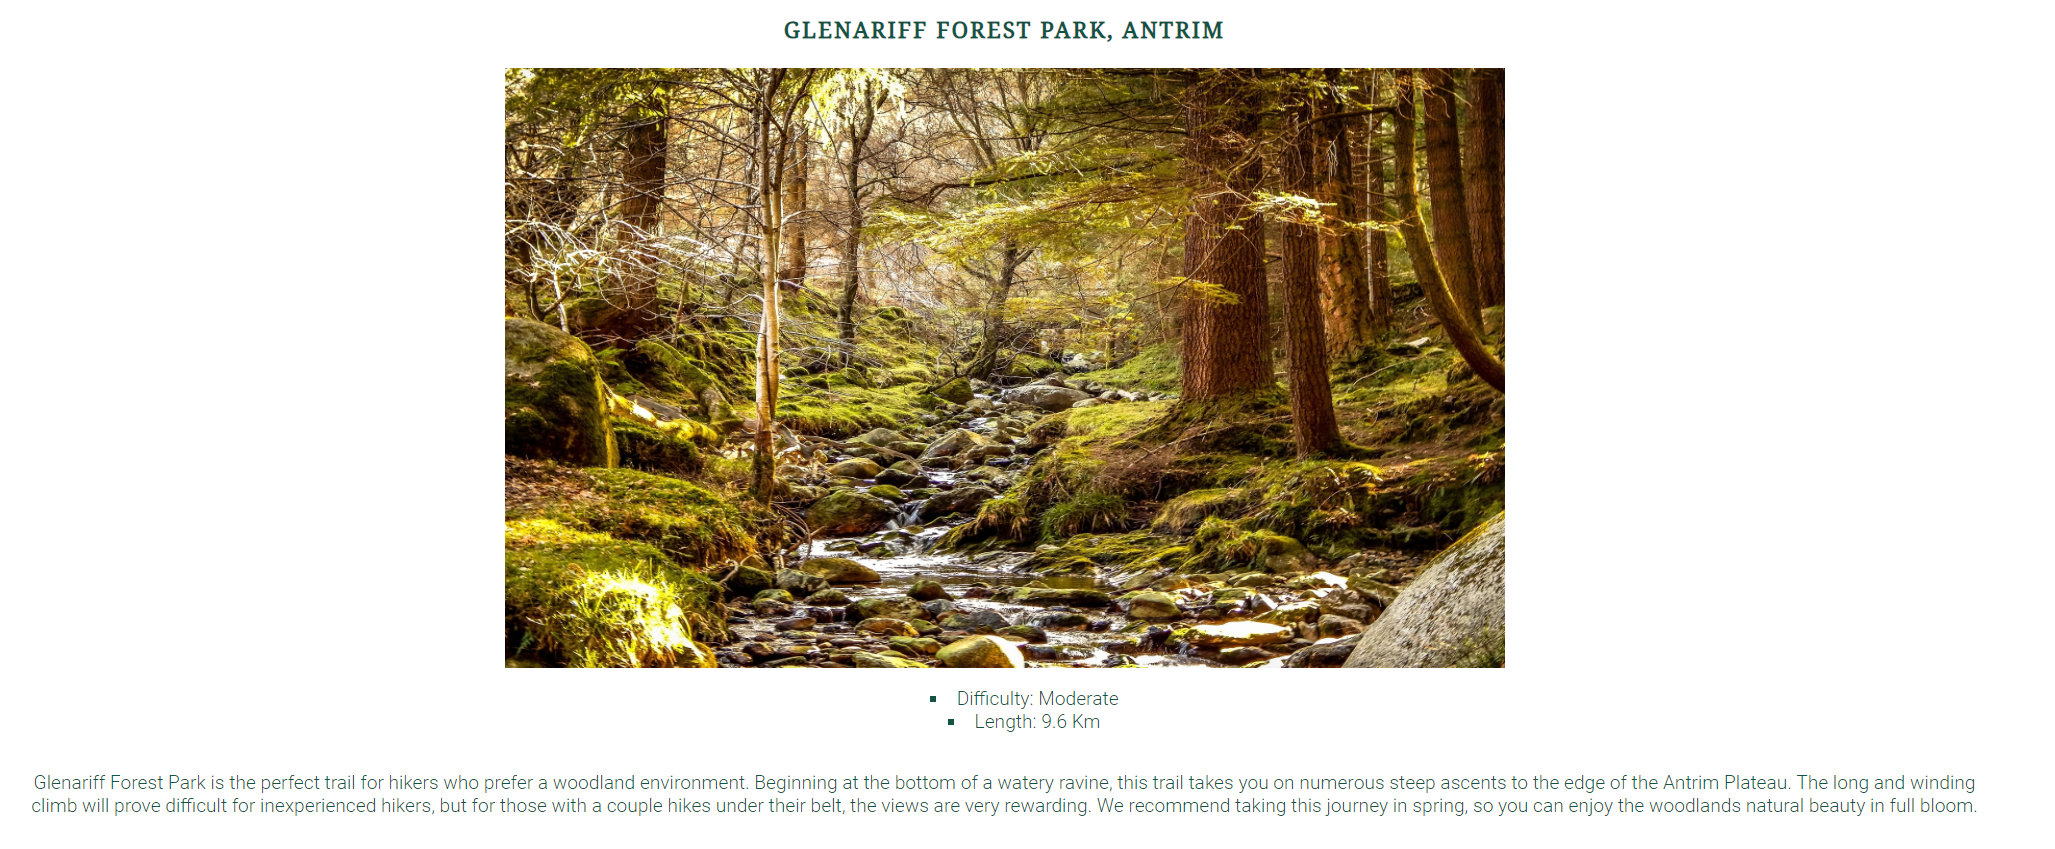 GLENARIFF FOREST PARK, ANTRIM
Difficulty: Moderate
Length: 9.6 Km
Glenariff Forest Park is the perfect trail for hikers who prefer a woodland environment. Beginning at the bottom of a watery ravine, this trail takes you on numerous steep ascents to the edge of the Antrim Plateau. The long and winding
climb will prove difficult for inexperienced hikers, but for those with a couple hikes under their belt, the views are very rewarding. We recommend taking this journey in spring, so you can enjoy the woodlands natural beauty in full bloom.